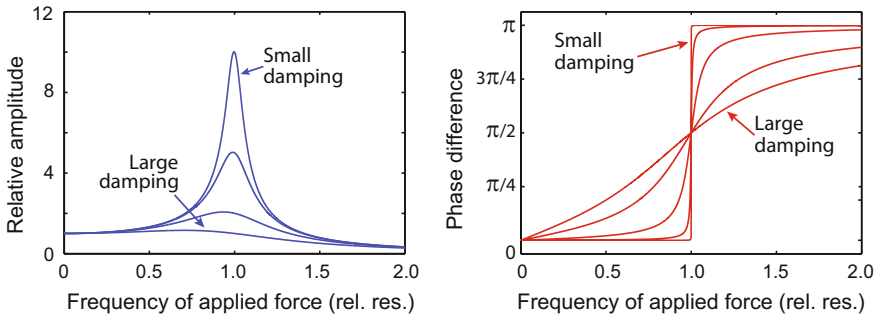 12
8
4
0
Relative amplitude
Small
damping
Large
damping
0
0.5
1.0
1.5
2.0
Frequency of applied force (rel. res.)
π
3π/4
π/2
π/4
0
Phase difference
Small
damping
Large
damping
0
0.5
1.0
1.5
2.0
Frequency of applied force (rel. res.)